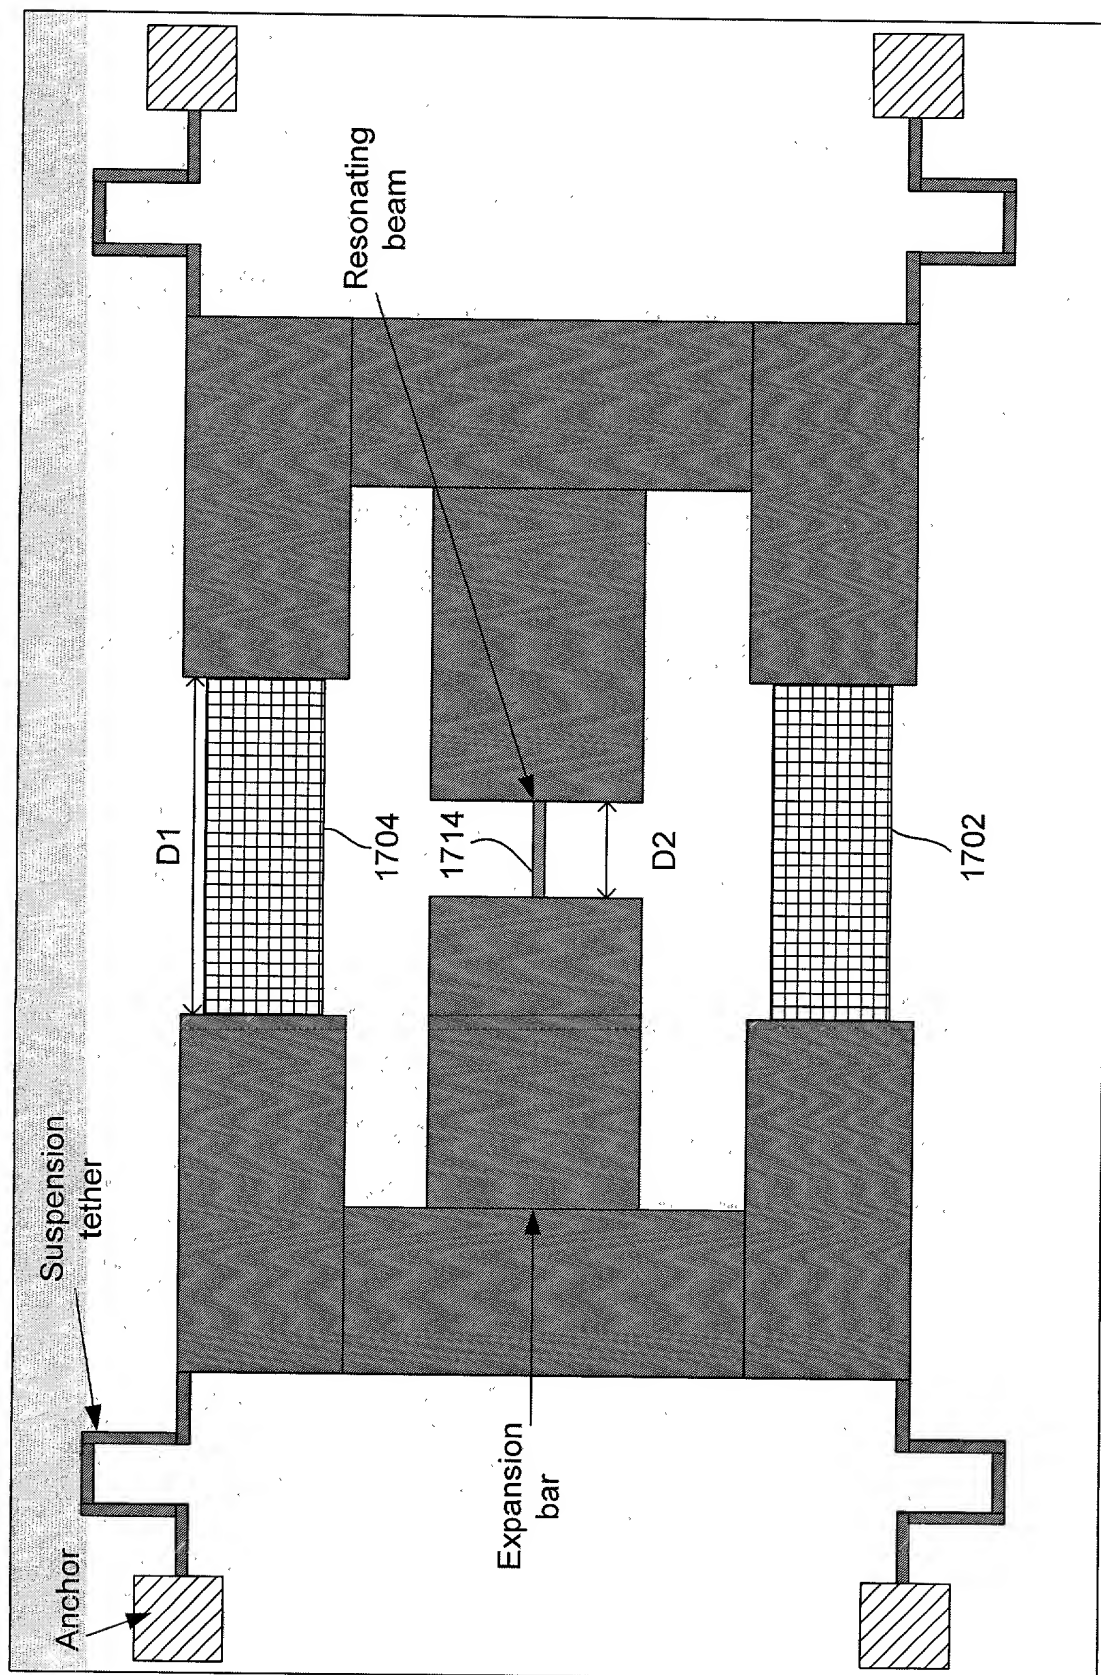 Anchor
Suspension
tether
Expansion
bar
D1
1704
1714
D2
1702
Resonating
beam